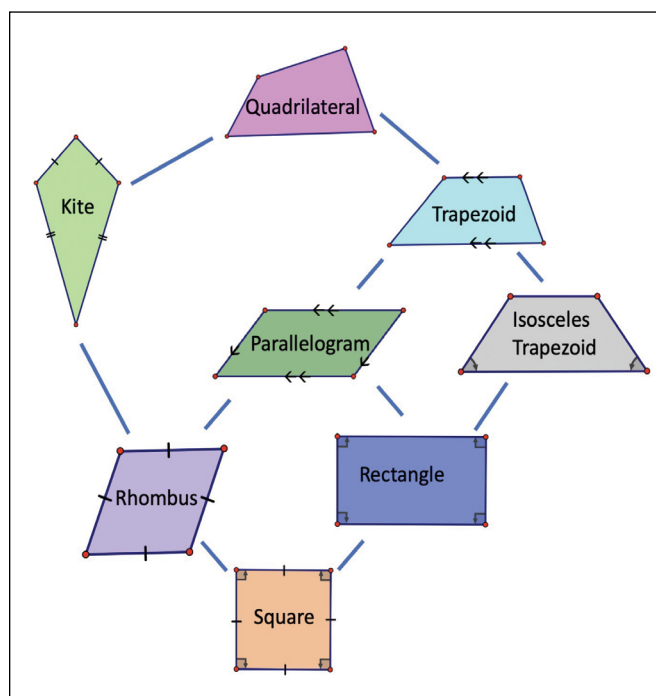 Quadrilateral
Kite
Trapezoid
Parallelogram
Isosceles
Trapezoid
Rhombus
Rectangle
Square